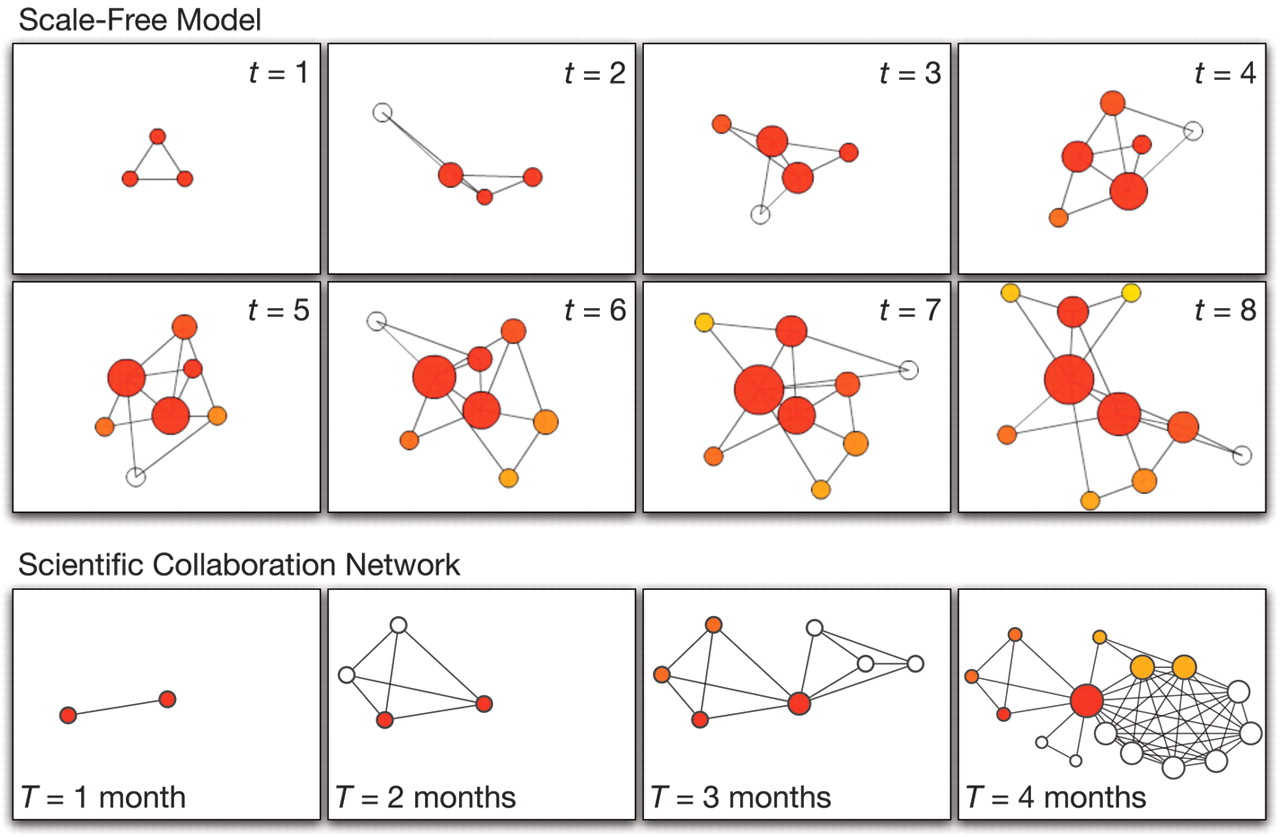 Scale-Free Model
t = 1
t = 2
t = 3
t = 4
t = 5
t = 6
t = 7
t = 8
Scientific Collaboration Network
T = 1 month
T = 2 months
T = 3 months
T = 4 months